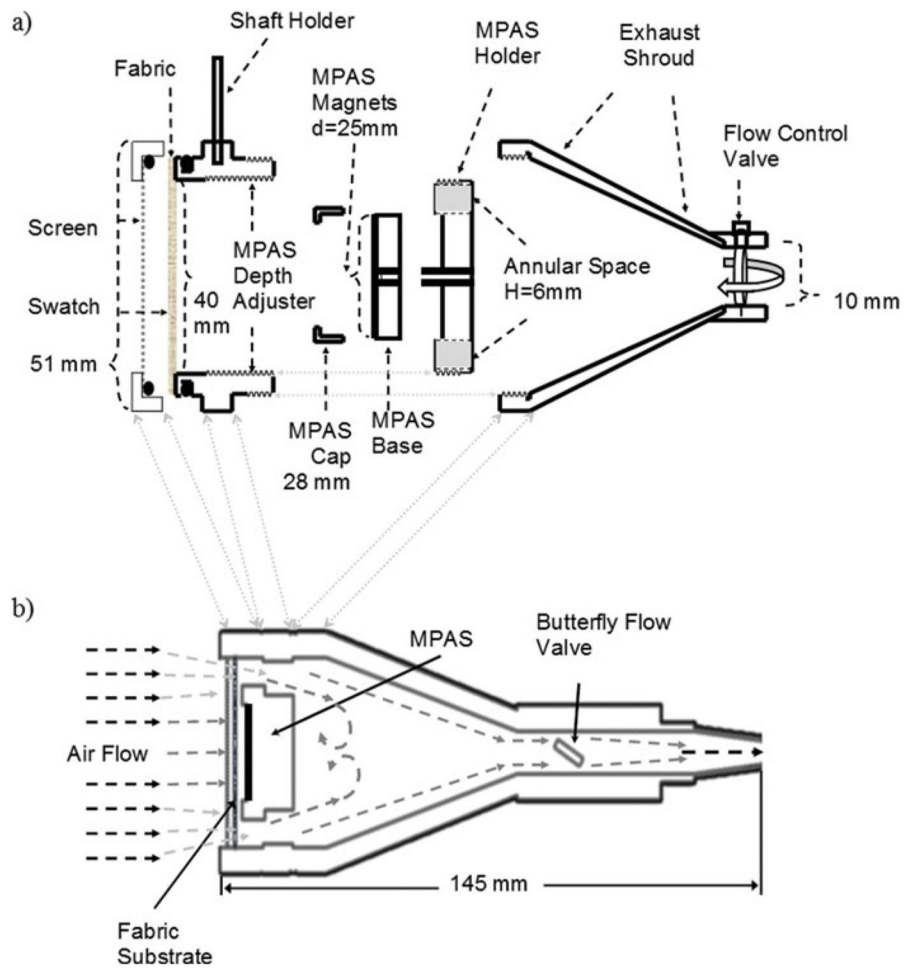 a)
Shaft Holder
Fabric
MPAS
Magnets
d=25mm
MPAS
Holder
Exhaust
Shroud
Flow Control
Valve
Screen
Swatch
51 mm
40
mm
MPAS
Depth
Adjuster
MPAS
Cap
28 mm
MPAS
Base
Annular Space
H=6mm
10 mm
b)
MPAS
Butterfly Flow
Valve
Air Flow
145 mm
Fabric
Substrate